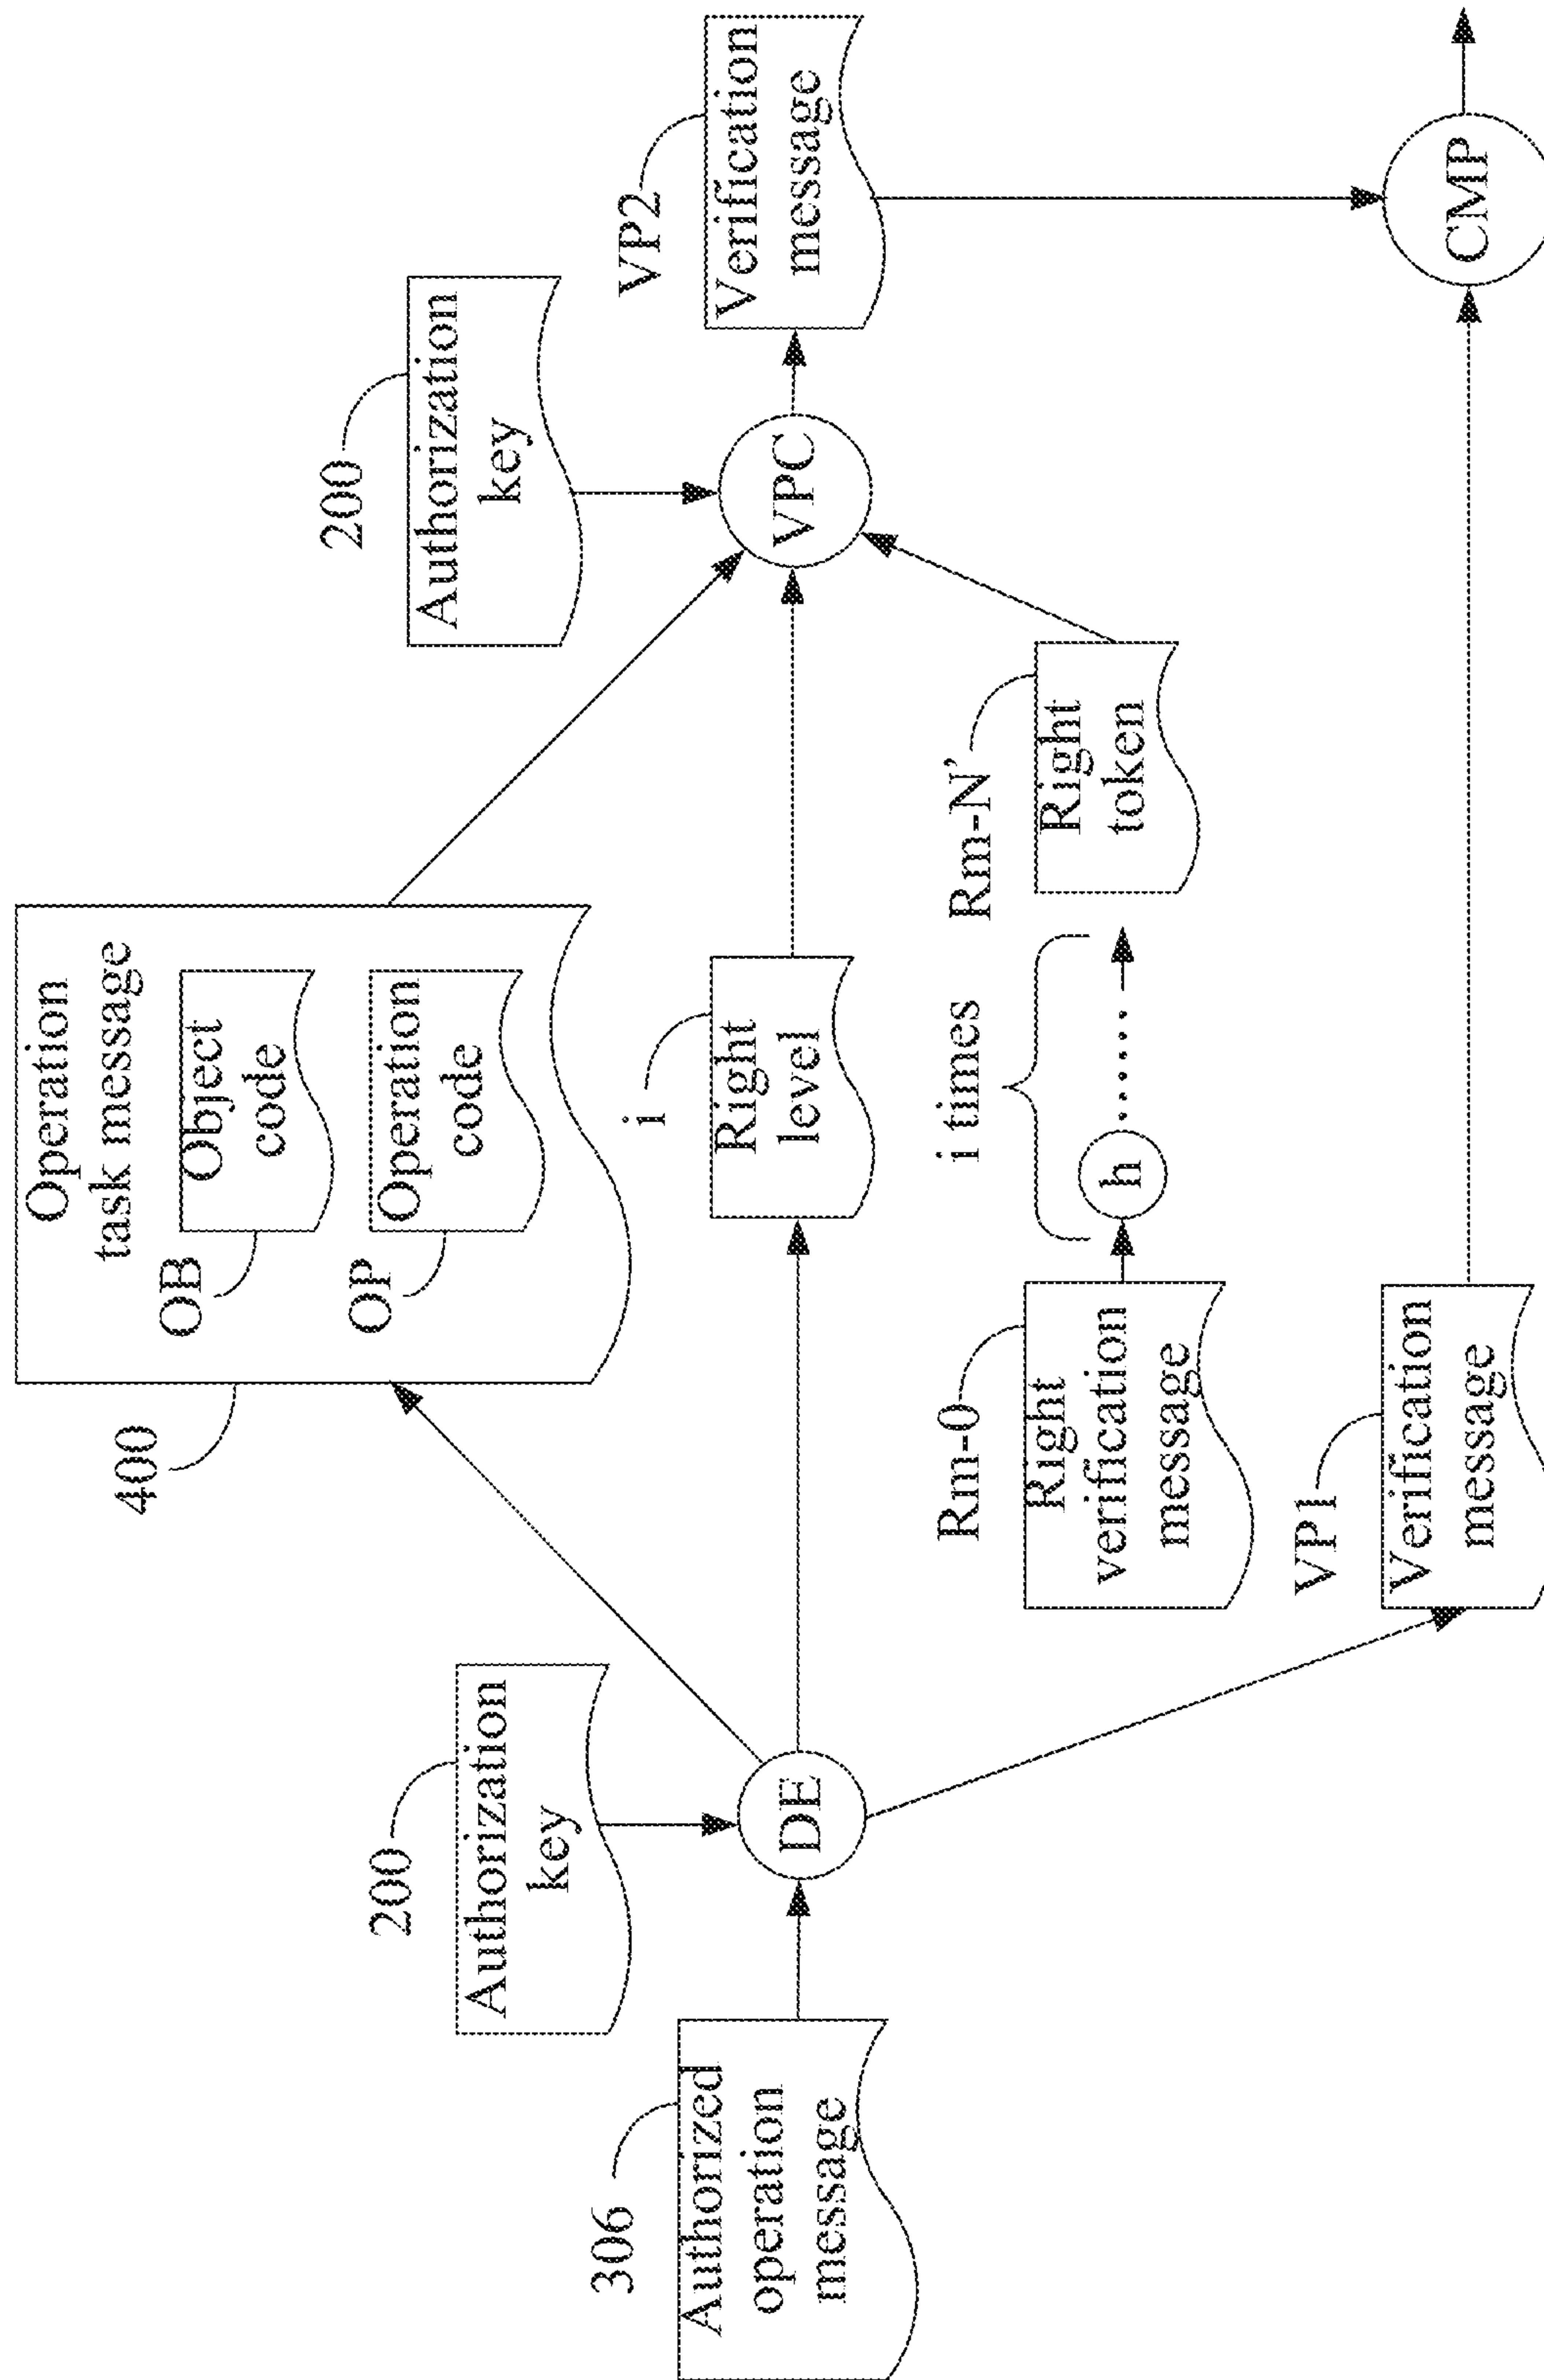 306
Authorized
operation
message
200
Authorization
key
DE
400
Operation
task message
OB
Object
code
OP
Operation
code
i
Right
level
Rm-0
Right
verification
message
h
......
i times
Rm-N'
Right
token
VP1
Verification
message
200
Authorization
key
VPC
VP2
Verification
message
CMP